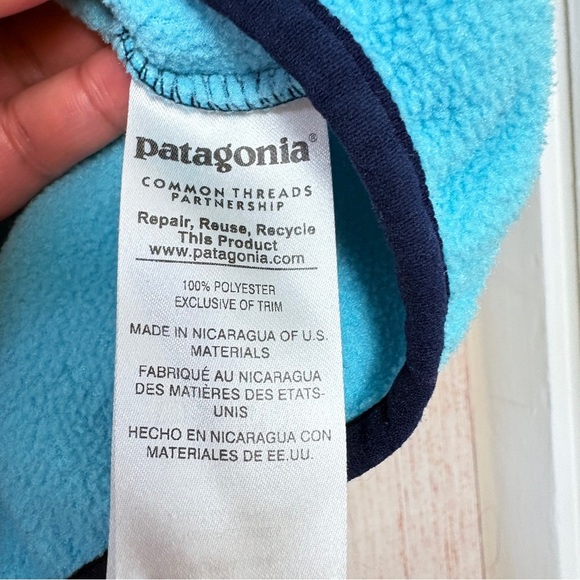 patagonia®
COMMON THREADS
PARTNERSHIP
Repair, Reuse, Recycle
This Product
www.patagonia.com
100% POLYESTER
EXCLUSIVE OF TRIM
MADE IN NICARAGUA OF U.S.
MATERIALS
FABRIQUÉ AU NICARAGUA
DES MATIÈRES DES ETATS-
UNIS
HECHO EN NICARAGUA CON
MATERIALES DE EE.UU.